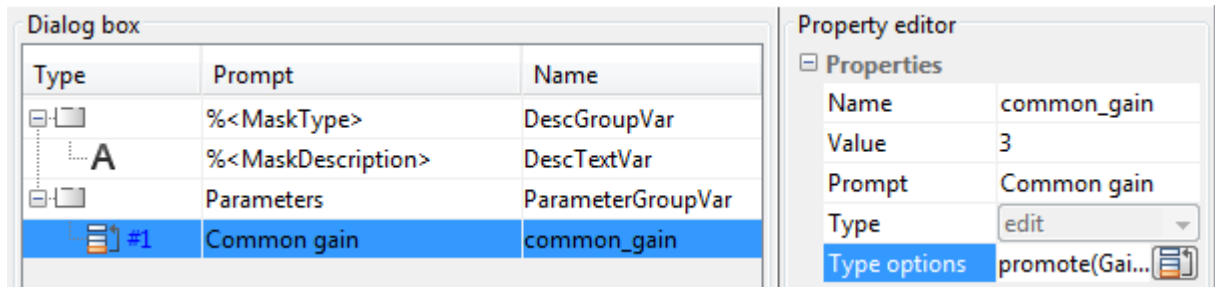 Dialog box
Type Prompt Name
%<MaskType> DescGroupVar
A %<MaskDescription> DescTextVar
Parameters ParameterGroupVar
#1 Common gain common_gain
Property editor
Properties
Name common_gain
Value 3
Prompt Common gain
Type edit
Type options promote(Gai...